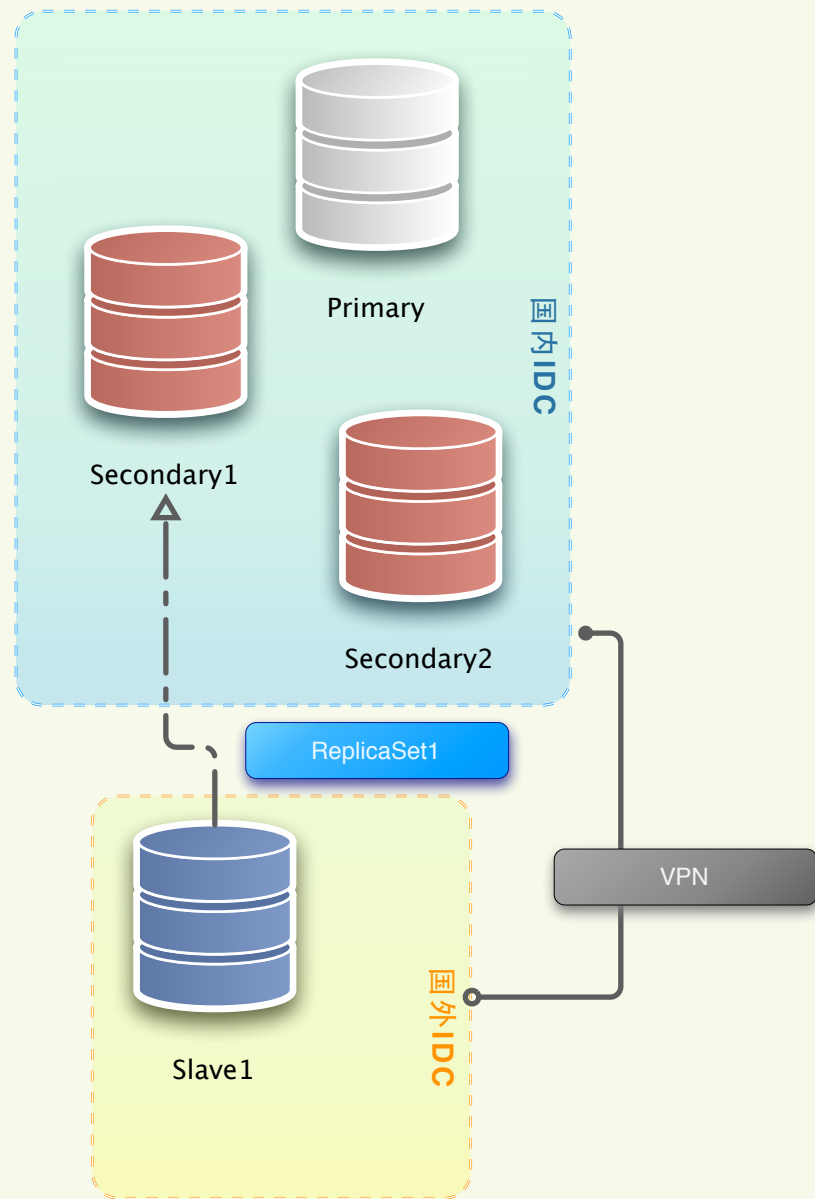 Primary
国内IDC
Secondary1
Secondary2
ReplicaSet1
VPN
国外IDC
Slave1